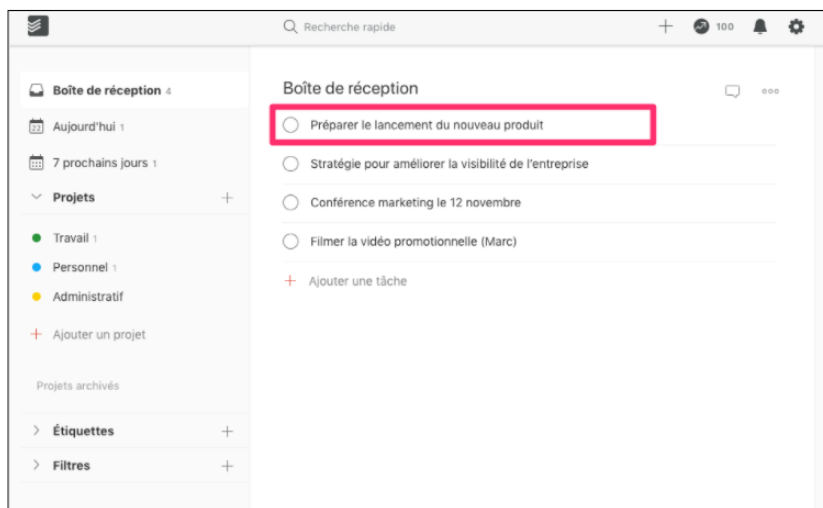 Recherche rapide
100
Boîte de réception 4
22 Aujourd'hui 1
7 prochains jours 1
Projets
Travail 1
Personnel 1
Administratif
Ajouter un projet
Projets archivés
Étiquettes
Filtres
Boîte de réception
Préparer le lancement du nouveau produit
Stratégie pour améliorer la visibilité de l'entreprise
Conférence marketing le 12 novembre
Filmer la vidéo promotionnelle (Marc)
Ajouter une tâche